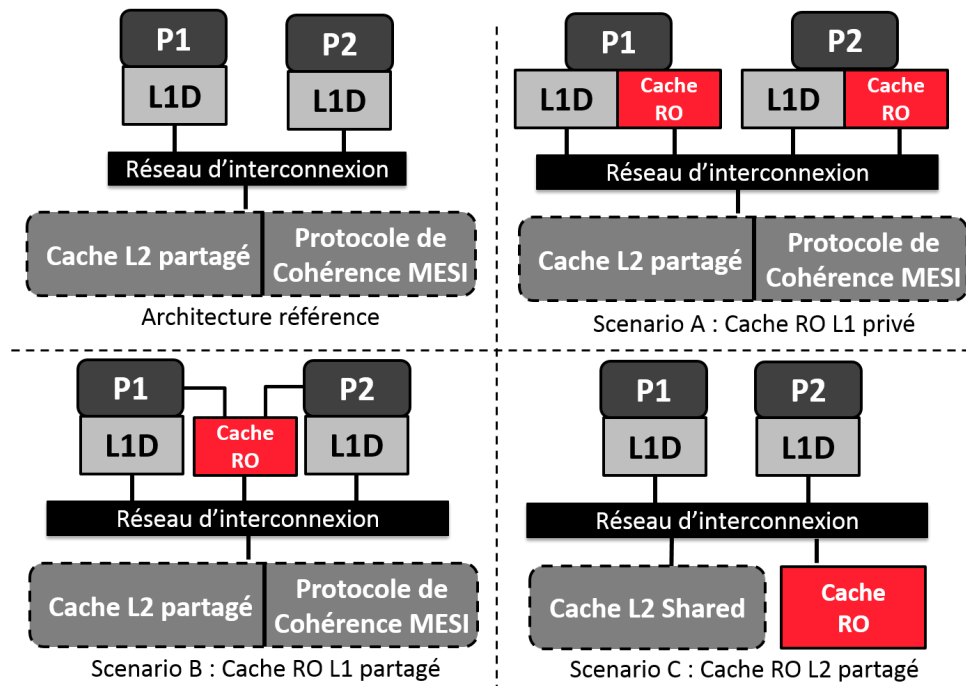 P1
P2
L1D
L1D
Réseau d'interconnexion
Cache L2 partagé
Protocole de
Cohérence MESI
Architecture référence
P1
P2
L1D
Cache
RO
L1D
Cache
RO
Réseau d'interconnexion
Cache L2 partagé
Protocole de
Cohérence MESI
Scenario A : Cache RO L1 privé
P1
P2
L1D
Cache
RO
L1D
Réseau d'interconnexion
Cache L2 partagé
Protocole de
Cohérence MESI
Scenario B : Cache RO L1 partagé
P1
P2
L1D
L1D
Réseau d'interconnexion
Cache L2 Shared
Cache
RO
Scenario C : Cache RO L2 partagé